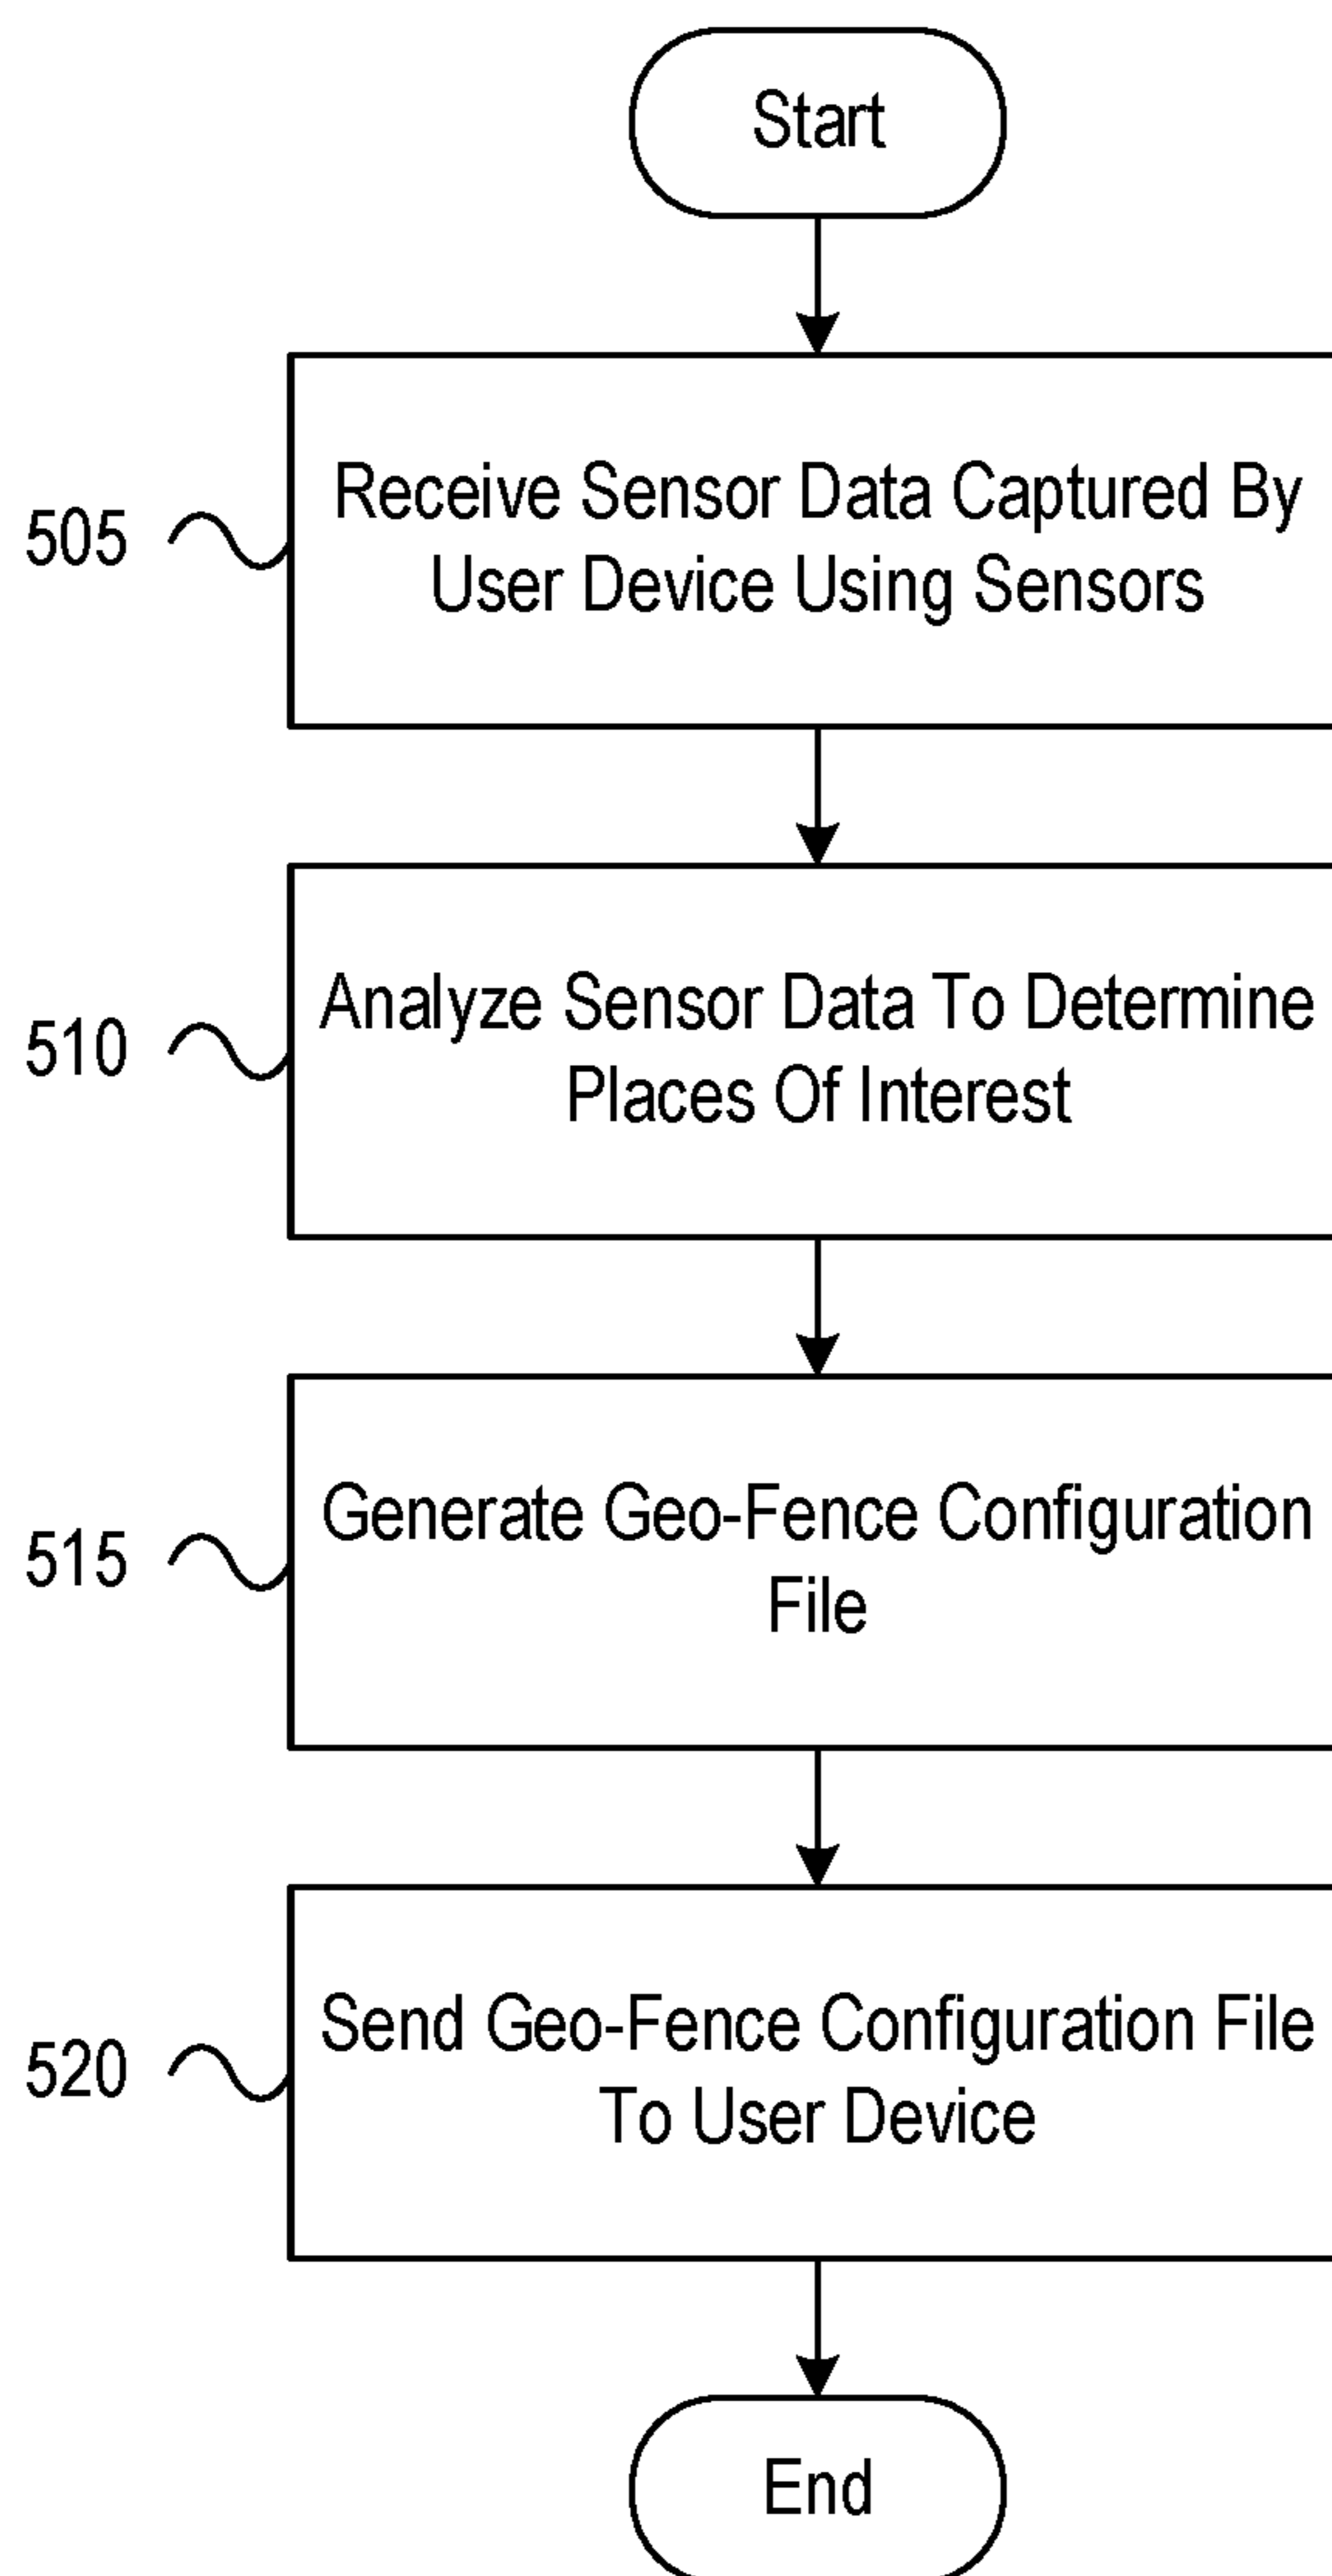 Start
505
Receive Sensor Data Captured By
User Device Using Sensors
510
Analyze Sensor Data To Determine
Places Of Interest
515
Generate Geo-Fence Configuration
File
520
Send Geo-Fence Configuration File
To User Device
End